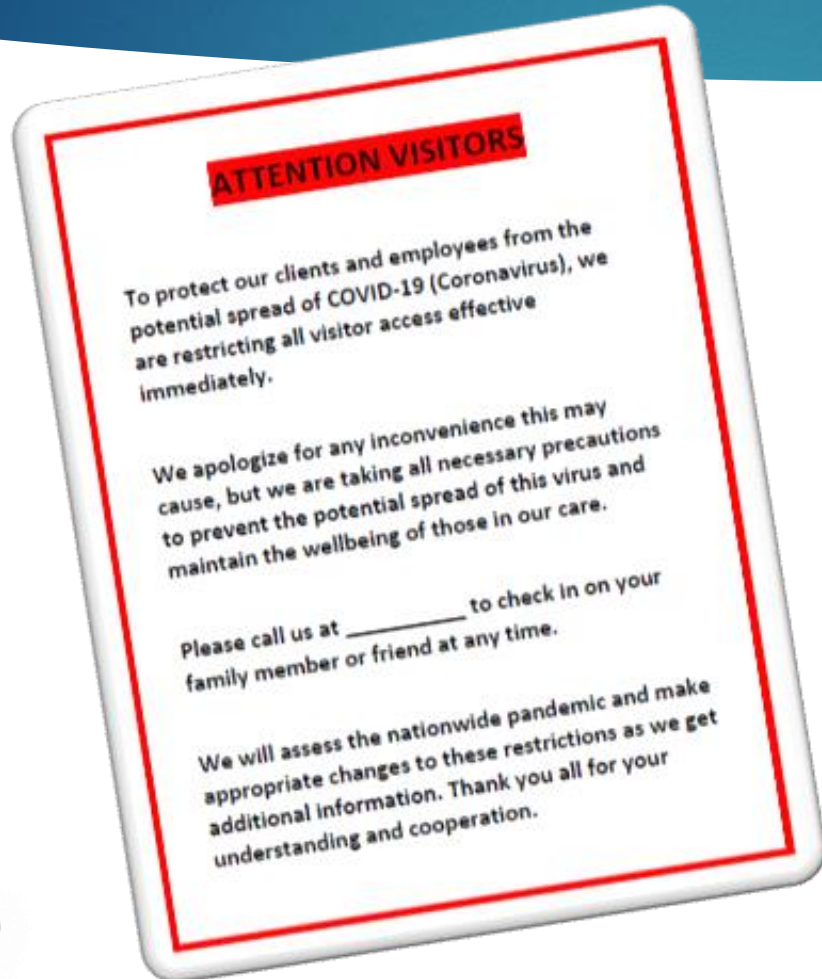 ATTENTION VISITORS
To protect our clients and employees from the
potential spread of COVID-19 (Coronavirus), we
are restricting all visitor access effective
immediately.
We apologize for any inconvenience this may
cause, but we are taking all necessary precautions
to prevent the potential spread of this virus and
maintain the wellbeing of those in our care.
Please call us at __________ to check in on your
family member or friend at any time.
We will assess the nationwide pandemic and make
appropriate changes to these restrictions as we get
additional information. Thank you all for your
understanding and cooperation.